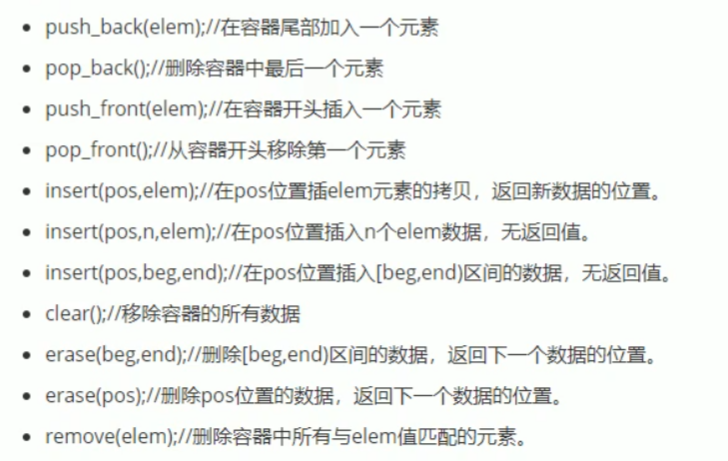 push_back(elem);//在容器尾部加入一个元素
pop_back();//删除容器中最后一个元素
push_front(elem);//在容器开头插入一个元素
pop_front();//从容器开头移除第一个元素
insert(pos,elem);//在pos位置插elem元素的拷贝，返回新数据的位置。
insert(pos,n,elem);//在pos位置插入n个elem数据，无返回值。
insert(pos,beg,end);//在pos位置插入[beg,end)区间的数据，无返回值。
clear();//移除容器的所有数据
erase(beg,end);//删除[beg,end)区间的数据，返回下一个数据的位置。
erase(pos);//删除pos位置的数据，返回下一个数据的位置。
remove(elem);//删除容器中所有与elem值匹配的元素。